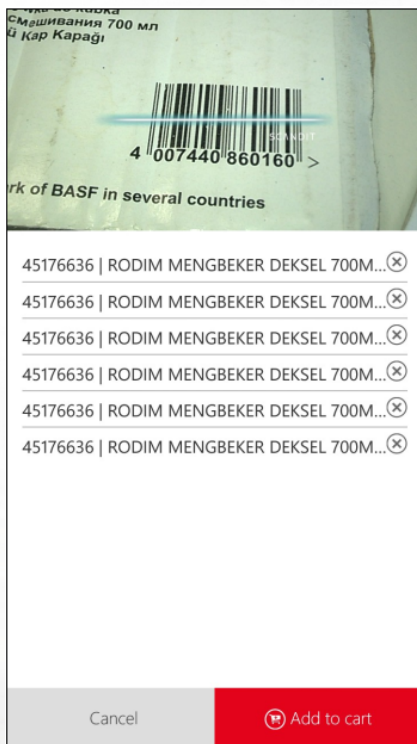 смешивания 700 мл
й Kap Kapağı
SCANDIT
4 007440 860160 >
rk of BASF in several countries
45176636 | RODIM MENGBEKER DEKSEL 700M...
45176636 | RODIM MENGBEKER DEKSEL 700M...
45176636 | RODIM MENGBEKER DEKSEL 700M...
45176636 | RODIM MENGBEKER DEKSEL 700M...
45176636 | RODIM MENGBEKER DEKSEL 700M...
45176636 | RODIM MENGBEKER DEKSEL 700M...
Cancel
Add to cart